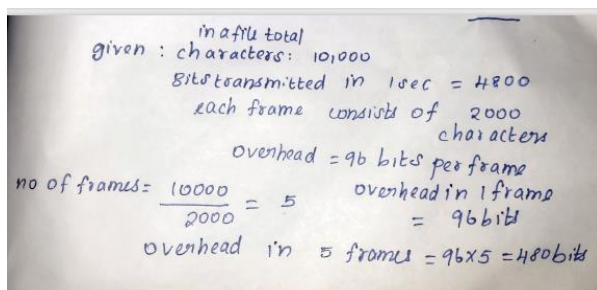 in a file total
given : characters: 10,000
Bits transmitted in 1sec = 4800
each frame consists of 2000
characters
overhead = 96 bits per frame
no of frames = 10000 / 2000 = 5
overhead in 1 frame
= 96 bits
overhead in 5 frames = 96x5 = 480 bits